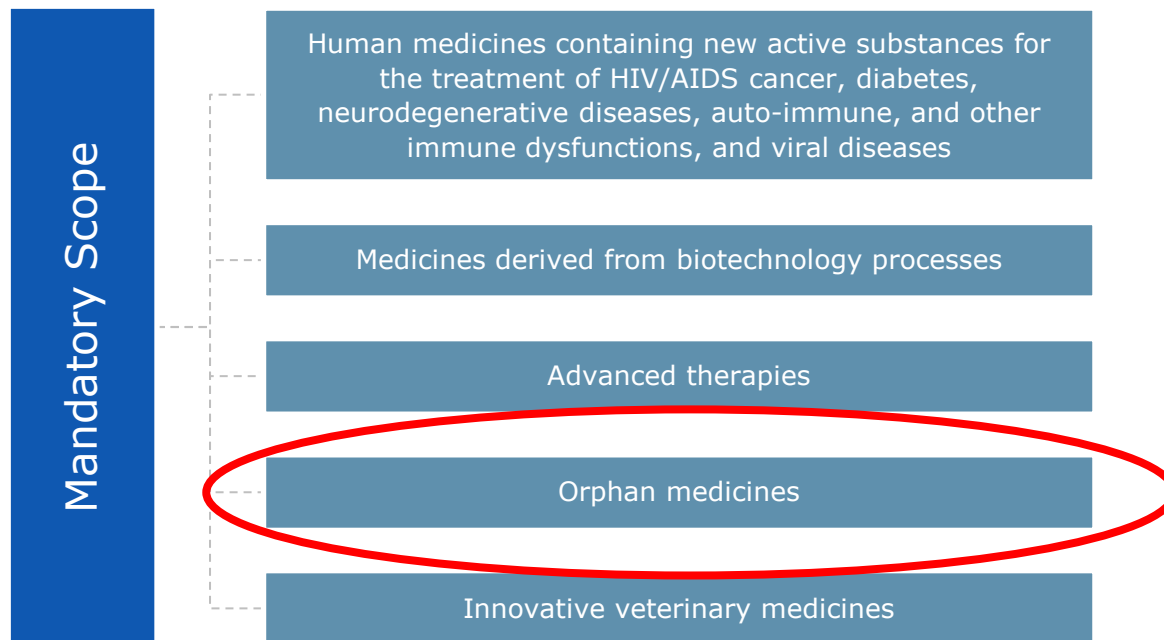 Mandatory Scope
Human medicines containing new active substances for
the treatment of HIV/AIDS cancer, diabetes,
neurodegenerative diseases, auto-immune, and other
immune dysfunctions, and viral diseases
Medicines derived from biotechnology processes
Advanced therapies
Orphan medicines
Innovative veterinary medicines